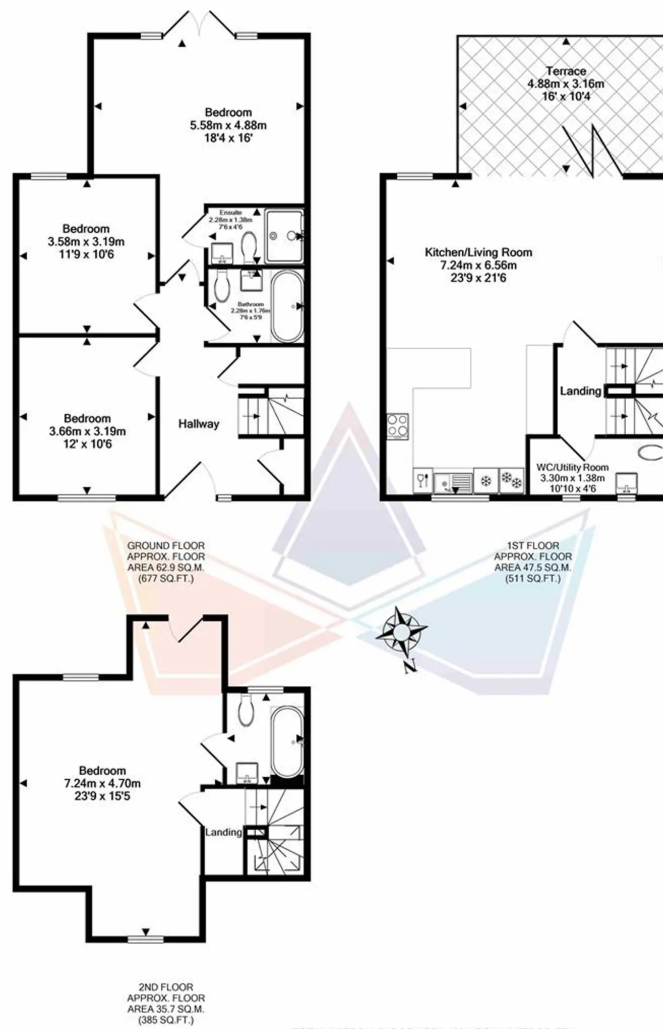 Bedroom
5.58m x 4.88m
18'4 x 16'
Bedroom
3.58m x 3.19m
11'9 x 10'6
Ensuite
2.28m x 1.38m
7'6 x 4'6
Bathroom
2.28m x 1.76m
7'6 x 5'9
Bedroom
3.66m x 3.19m
12' x 10'6
Hallway
GROUND FLOOR
APPROX. FLOOR
AREA 62.9 SQ.M.
(677 SQ.FT.)
Terrace
4.88m x 3.16m
16' x 10'4
Kitchen/Living Room
7.24m x 6.56m
23'9 x 21'6
Landing
WC/Utility Room
3.30m x 1.38m
10'10 x 4'6
1ST FLOOR
APPROX. FLOOR
AREA 47.5 SQ.M.
(511 SQ.FT.)
N
Bedroom
7.24m x 4.70m
23'9 x 15'5
Landing
2ND FLOOR
APPROX. FLOOR
AREA 35.7 SQ.M.
(385 SQ.FT.)